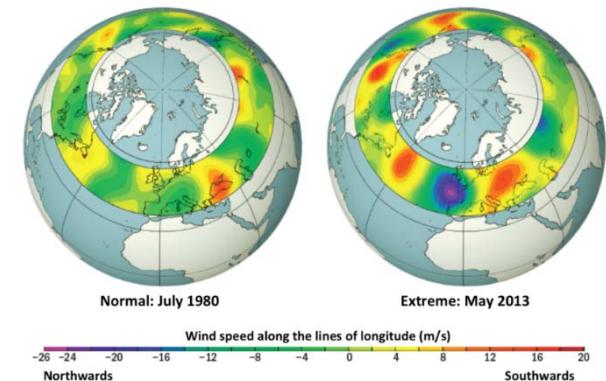 Normal: July 1980
Extreme: May 2013
Wind speed along the lines of longitude (m/s)
-26 -24 -20 -16 -12 -8 -4 0 4 8 12 16 20
Northwards
Southwards